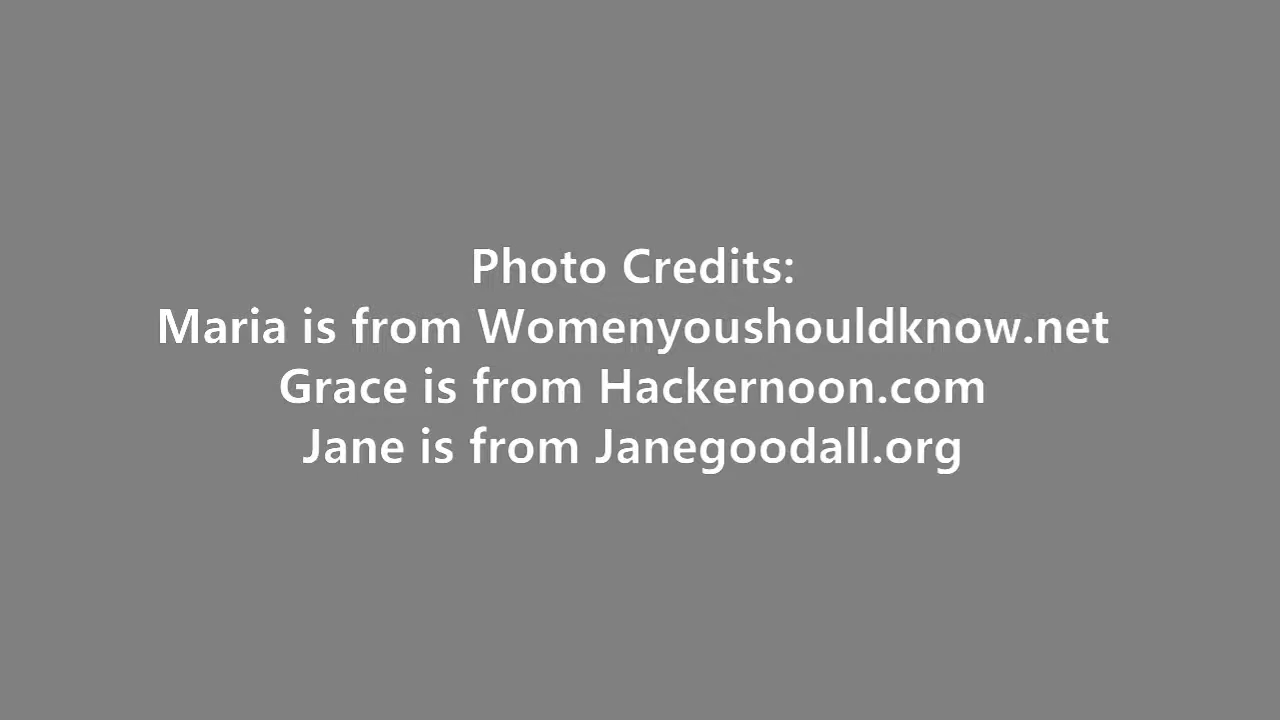 Photo Credits:
Maria is from Womenyoushouldknow.net
Grace is from Hackernoon.com
Jane is from Janegoodall.org